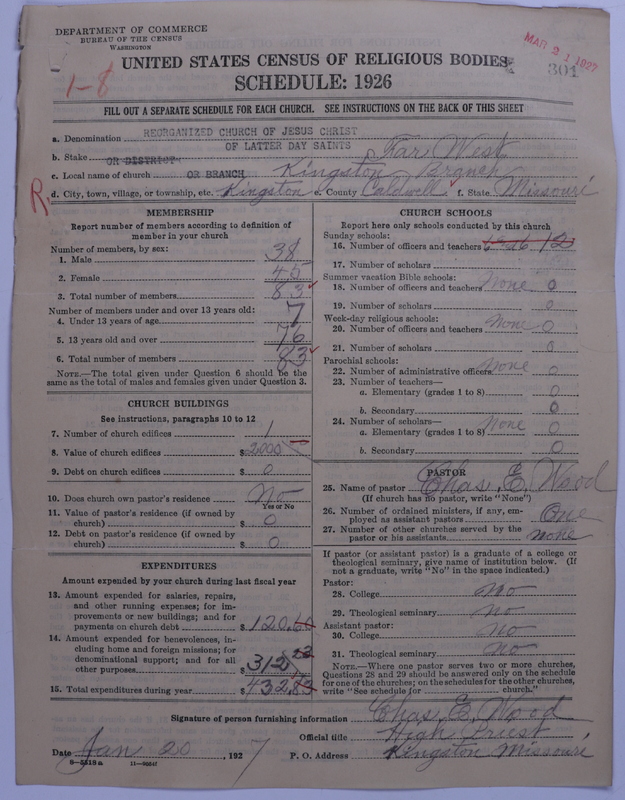 DEPARTMENT OF COMMERCE
BUREAU OF THE CENSUS
WASHINGTON
MAR 21 1927
301
1-8
UNITED STATES CENSUS OF RELIGIOUS BODIES
SCHEDULE: 1926
FILL OUT A SEPARATE SCHEDULE FOR EACH CHURCH. SEE INSTRUCTIONS ON THE BACK OF THIS SHEET
a. Denomination REORGANIZED CHURCH OF JESUS CHRIST
OF LATTER DAY SAINTS
b. Stake OR DISTRICT Far West
c. Local name of church OR BRANCH Kingston Branch
R. d. City, town, village, or township, etc. Kingston e. County Caldwell f. State Missouri
MEMBERSHIP
Report number of members according to definition of
member in your church
Number of members, by sex:
1. Male 38
2. Female 45
3. Total number of members 83
Number of members under and over 13 years old:
4. Under 13 years of age 7
5. 13 years old and over 76
6. Total number of members 83
NOTE.—The total given under Question 6 should be the
same as the total of males and females given under Question 3.
CHURCH BUILDINGS
See instructions, paragraphs 10 to 12
7. Number of church edifices 1
8. Value of church edifices $2000
9. Debt on church edifices $ 0
10. Does church own pastor's residence No
Yes or No
11. Value of pastor's residence (if owned by
church) $ 0
12. Debt on pastor's residence (if owned by
church) $ 0
EXPENDITURES
Amount expended by your church during last fiscal year
13. Amount expended for salaries, repairs,
and other running expenses; for im-
provements or new buildings; and for
payments on church debt $120.60
14. Amount expended for benevolences, in-
cluding home and foreign missions; for
denominational support; and for all
other purposes $312
15. Total expenditures during year $432.83
CHURCH SCHOOLS
Report here only schools conducted by this church
Sunday schools:
16. Number of officers and teachers 12
17. Number of scholars
Summer vacation Bible schools:
18. Number of officers and teachers None 0
19. Number of scholars 0
Week-day religious schools:
20. Number of officers and teachers None 0
21. Number of scholars 0
Parochial schools:
22. Number of administrative officers None 0
23. Number of teachers—
a. Elementary (grades 1 to 8) 0
b. Secondary 0
24. Number of scholars— None
a. Elementary (grades 1 to 8) 0
b. Secondary 0
PASTOR
25. Name of pastor Chas. E. Wood
(If church has no pastor, write "None")
26. Number of ordained ministers, if any, em-
ployed as assistant pastors One
27. Number of other churches served by the
pastor or his assistants none
If pastor (or assistant pastor) is a graduate of a college or
theological seminary, give name of institution below. (If
not a graduate, write "No" in the space indicated.)
Pastor:
28. College no
29. Theological seminary no
Assistant pastor:
30. College no
31. Theological seminary no
NOTE.—Where one pastor serves two or more churches,
Questions 28 and 29 should be answered only on the schedule
for one of the churches; on the schedules for the other churches,
write "See schedule for church."
Signature of person furnishing information Chas. E. Wood
Official title High Priest
Date Jan 20, 1927 P. O. Address Kingston Missouri
8-5518a 11-96647